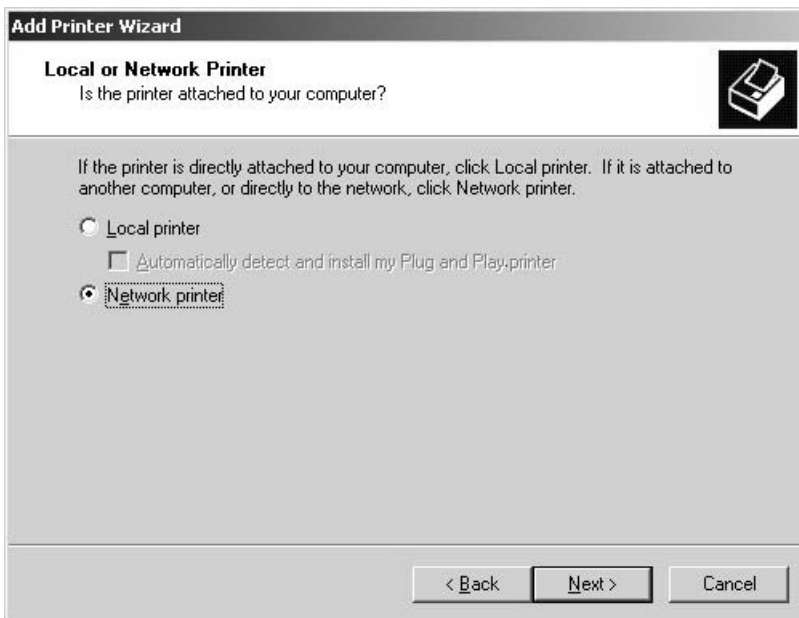 Add Printer Wizard
Local or Network Printer
Is the printer attached to your computer?
If the printer is directly attached to your computer, click Local printer. If it is attached to
another computer, or directly to the network, click Network printer.
Local printer
Automatically detect and install my Plug and Play printer
Network printer
< Back Next > Cancel